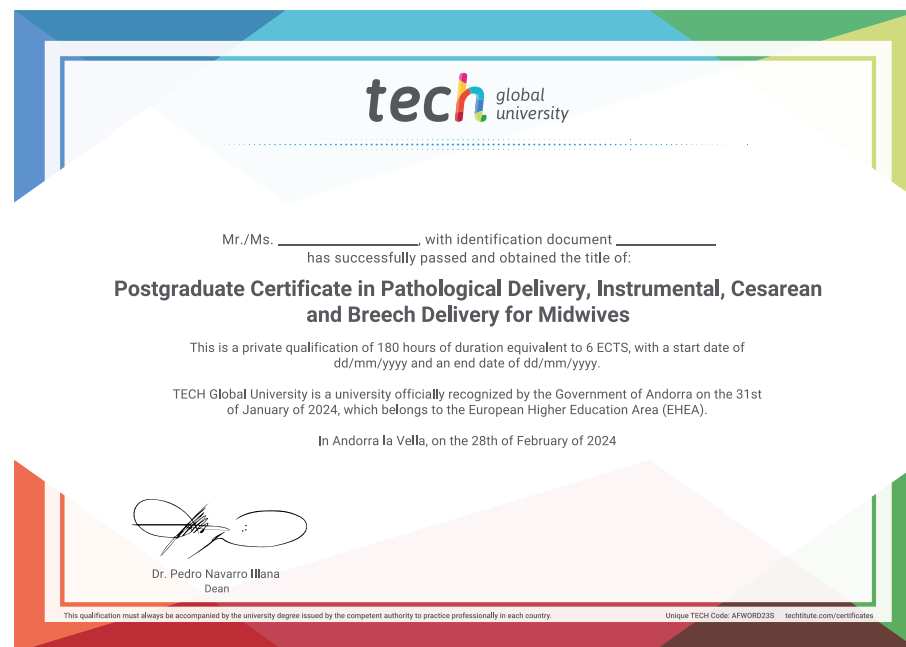 tech global university
Mr./Ms. ____________, with identification document ____________
has successfully passed and obtained the title of:
Postgraduate Certificate in Pathological Delivery, Instrumental, Cesarean
and Breech Delivery for Midwives
This is a private qualification of 180 hours of duration equivalent to 6 ECTS, with a start date of
dd/mm/yyyy and an end date of dd/mm/yyyy.
TECH Global University is a university officially recognized by the Government of Andorra on the 31st
of January of 2024, which belongs to the European Higher Education Area (EHEA).
In Andorra la Vella, on the 28th of February of 2024
Dr. Pedro Navarro Illana
Dean
This qualification must always be accompanied by the university degree issued by the competent authority to practice professionally in each country.
Unique TECH Code: AFWORD23S techtitute.com/certificates